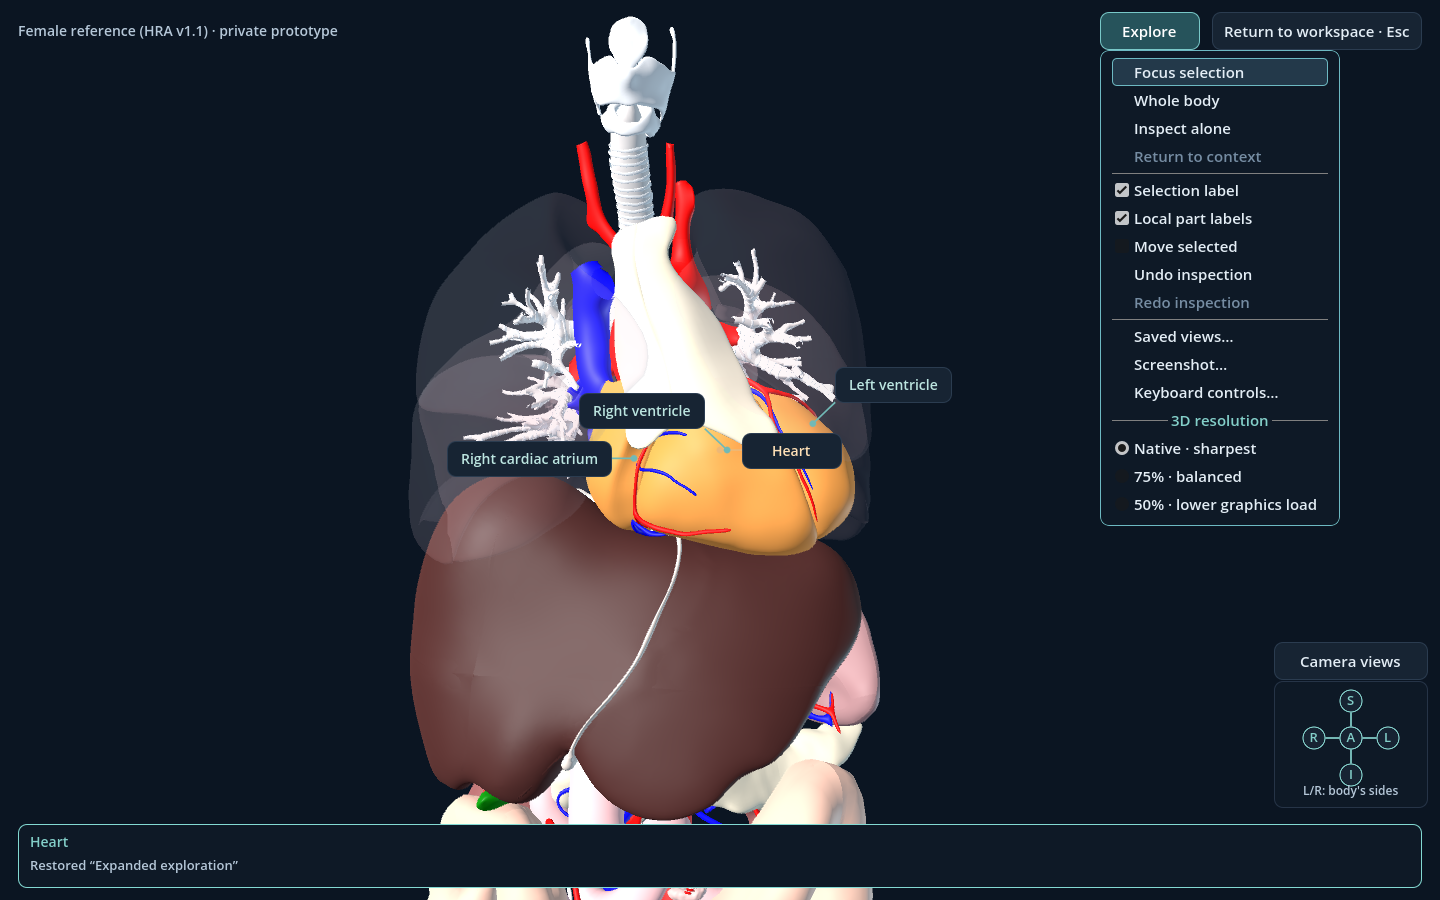 Female reference (HRA v1.1) · private prototype
Explore
Return to workspace · Esc
Focus selection
Whole body
Inspect alone
Return to context
Selection label
Local part labels
Move selected
Undo inspection
Redo inspection
Saved views...
Screenshot...
Keyboard controls...
3D resolution
Native · sharpest
75% · balanced
50% · lower graphics load
Left ventricle
Right ventricle
Heart
Right cardiac atrium
Camera views
S
R A L
I
L/R: body's sides
Heart
Restored “Expanded exploration”